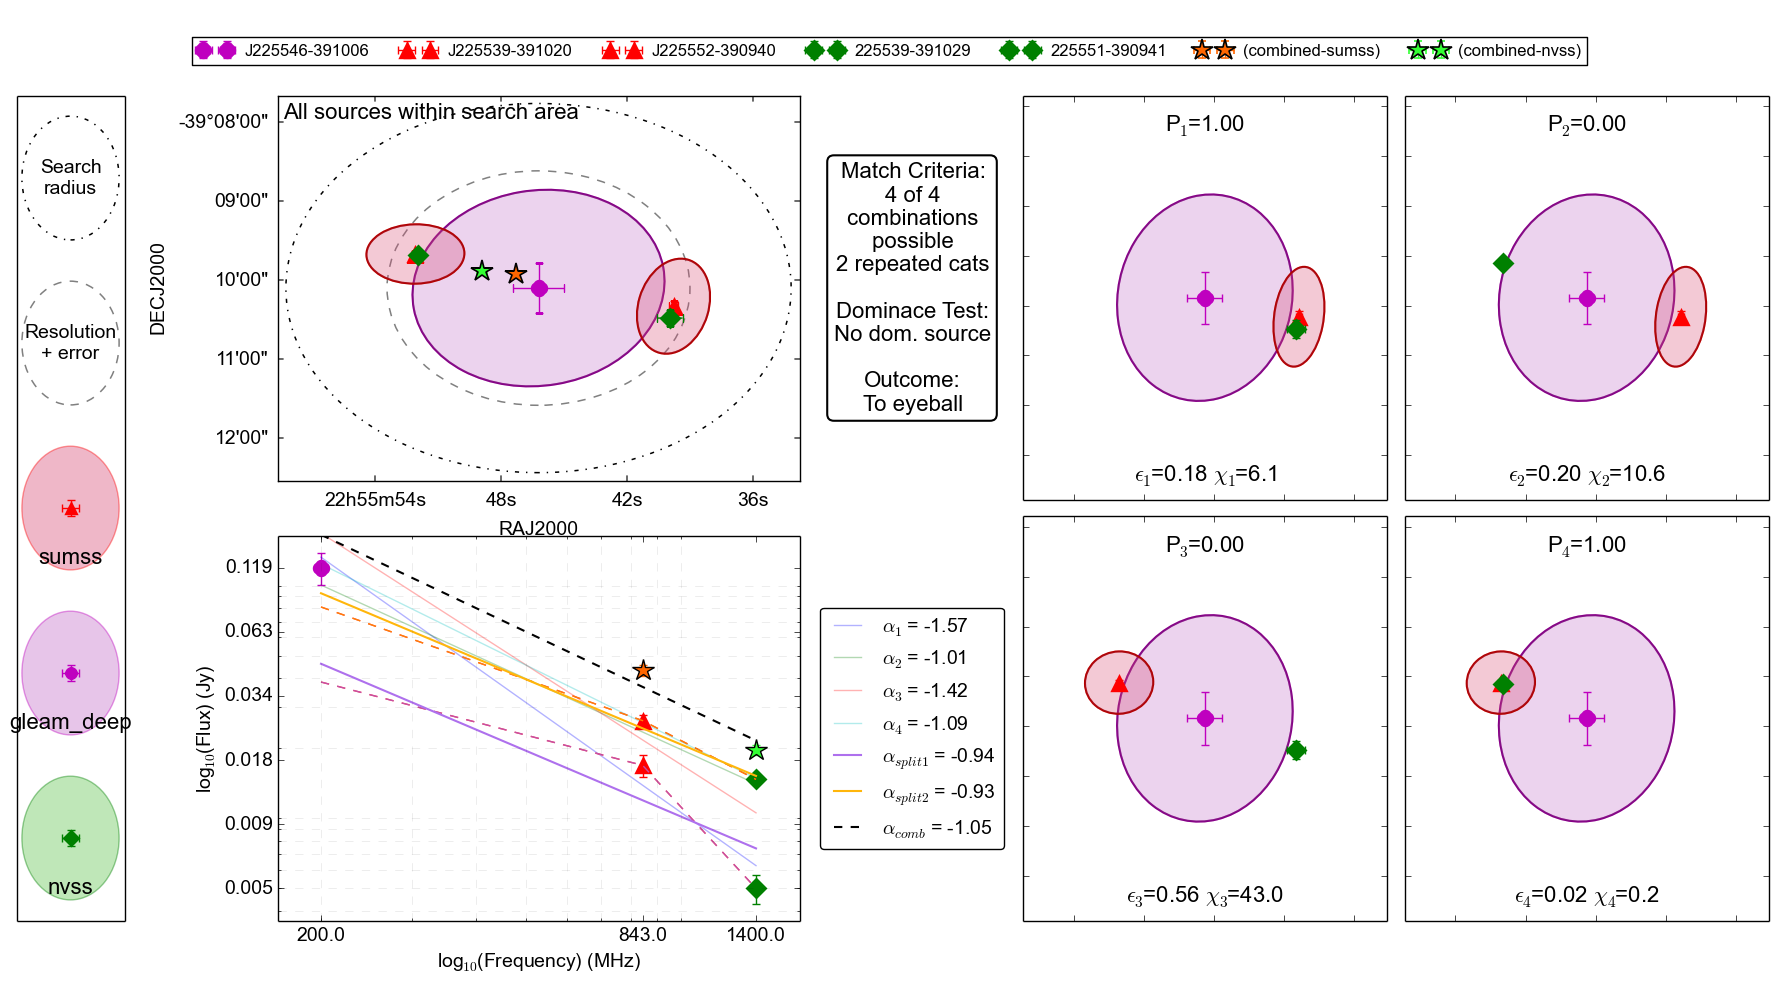 J225546-391006 J225539-391020 J225552-390940 225539-391029 225551-390941 (combined-sumss) (combined-nvss)
Search
radius
Resolution
+ error
sumss
gleam_deep
nvss
All sources within search area
-39°08'00"
09'00"
10'00"
11'00"
12'00"
DECJ2000
22h55m54s 48s 42s 36s
RAJ2000
Match Criteria:
4 of 4
combinations
possible
2 repeated cats
Dominace Test:
No dom. source
Outcome:
To eyeball
P1=1.00
ϵ1=0.18 χ1=6.1
P2=0.00
ϵ2=0.20 χ2=10.6
0.119
0.063
0.034
0.018
0.009
0.005
log10(Flux) (Jy)
200.0 843.0 1400.0
log10(Frequency) (MHz)
α1 = -1.57
α2 = -1.01
α3 = -1.42
α4 = -1.09
αsplit1 = -0.94
αsplit2 = -0.93
αcomb = -1.05
P3=0.00
ϵ3=0.56 χ3=43.0
P4=1.00
ϵ4=0.02 χ4=0.2